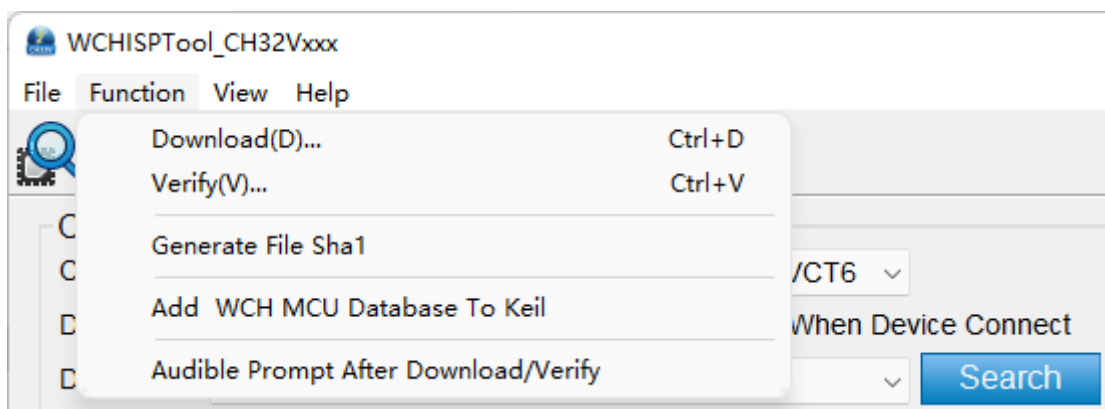 WCHISPTool_CH32Vxxx
File Function View Help
Download(D)... Ctrl+D
Verify(V)... Ctrl+V
Generate File Sha1
Add WCH MCU Database To Keil
VCT6
When Device Connect
Audible Prompt After Download/Verify
Search